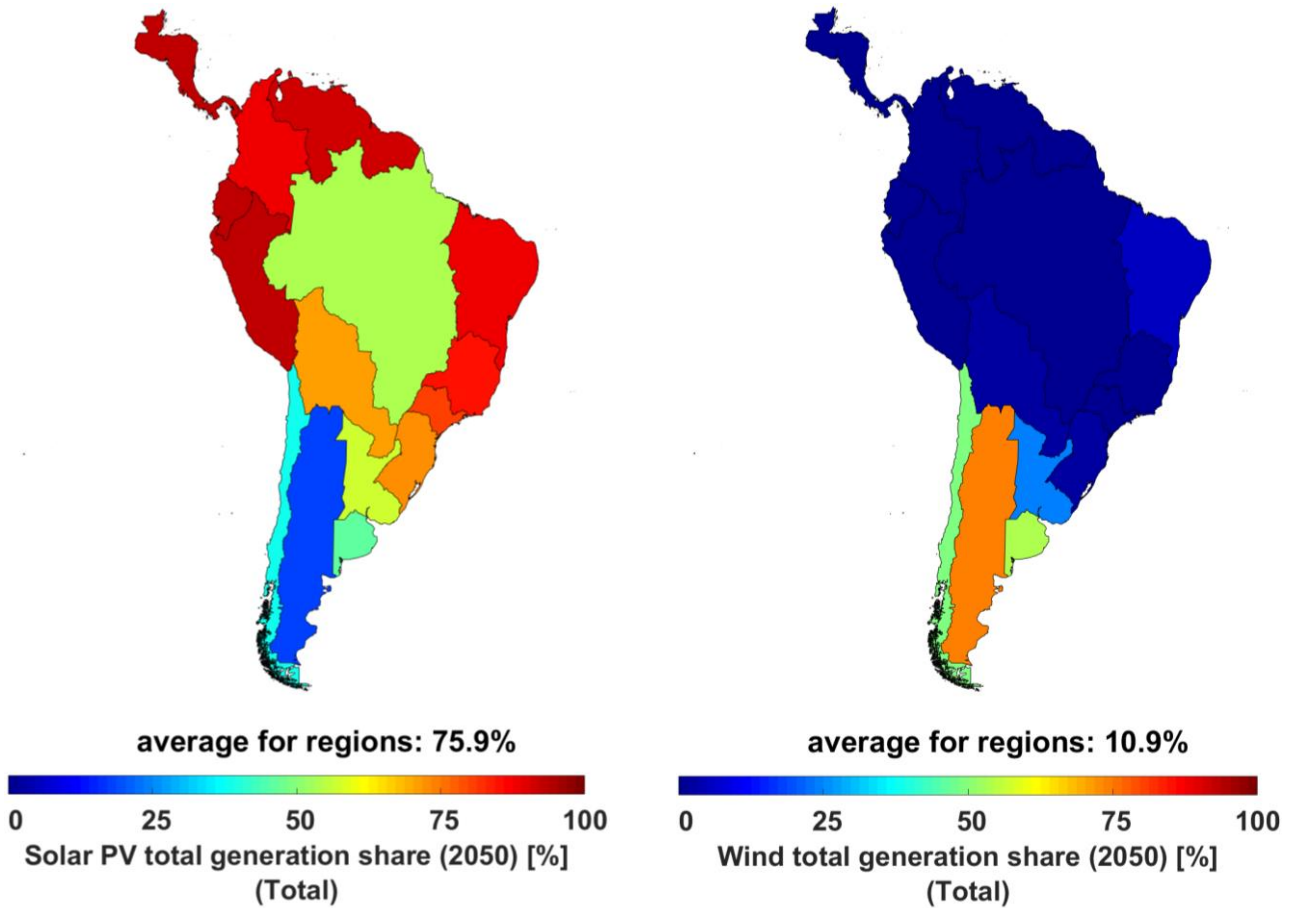 average for regions: 75.9%
0 25 50 75 100
Solar PV total generation share (2050) [%]
(Total)
average for regions: 10.9%
0 25 50 75 100
Wind total generation share (2050) [%]
(Total)